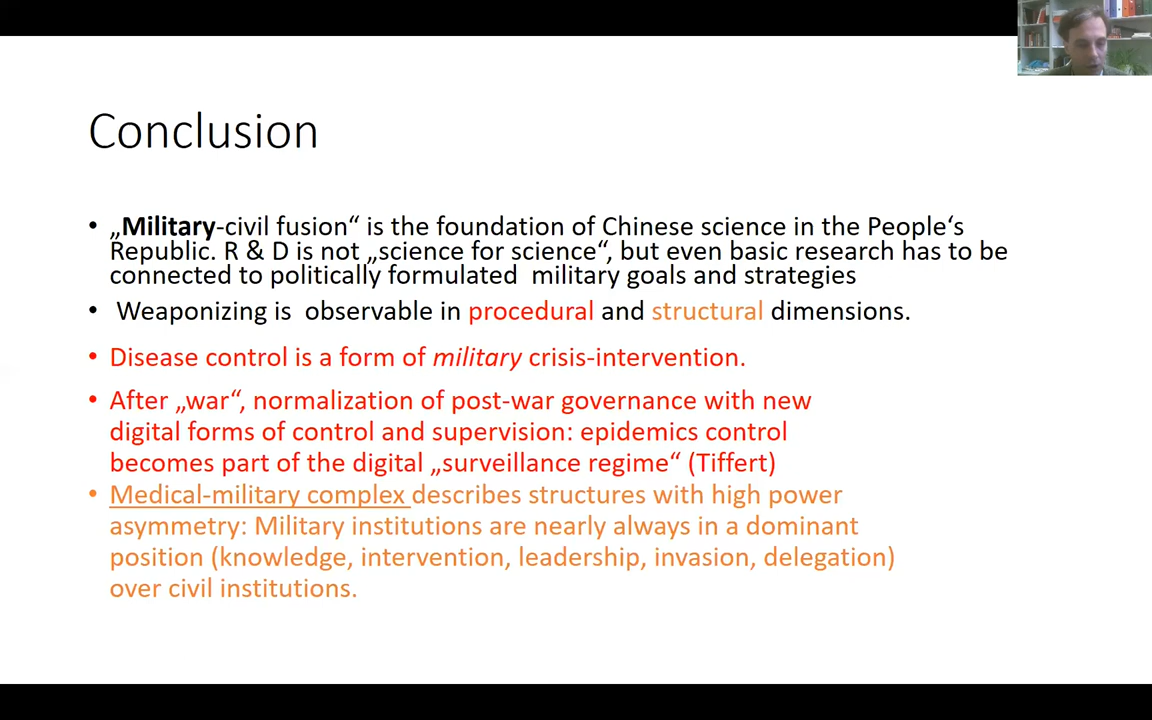 Conclusion
• „Military-civil fusion“ is the foundation of Chinese science in the People‘s
Republic. R & D is not „science for science“, but even basic research has to be
connected to politically formulated military goals and strategies
• Weaponizing is observable in procedural and structural dimensions.
• Disease control is a form of military crisis-intervention.
• After „war“, normalization of post-war governance with new
digital forms of control and supervision: epidemics control
becomes part of the digital „surveillance regime“ (Tiffert)
• Medical-military complex describes structures with high power
asymmetry: Military institutions are nearly always in a dominant
position (knowledge, intervention, leadership, invasion, delegation)
over civil institutions.